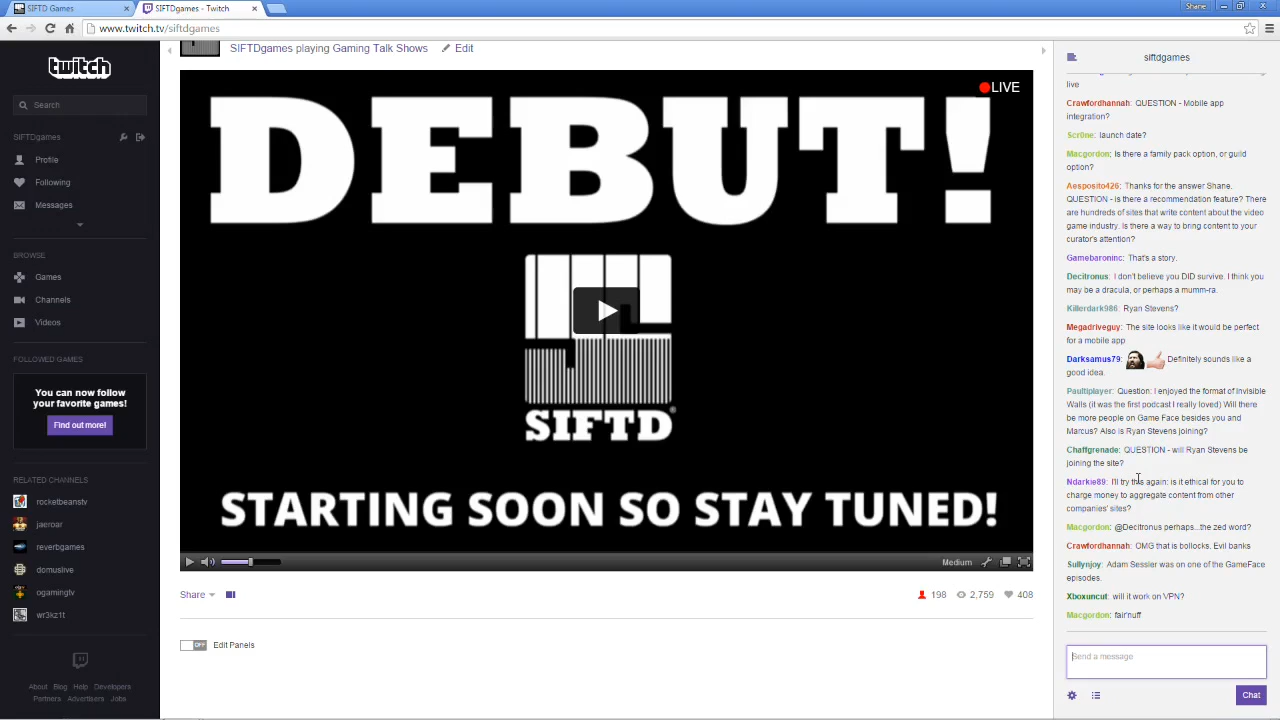 SIFTD Games
SIFTDgames - Twitch
Shane
www.twitch.tv/siftdgames
twitch
Search
SIFTDgames
Profile
Following
Messages
BROWSE
Games
Channels
Videos
FOLLOWED GAMES
You can now follow
your favorite games!
Find out more!
RELATED CHANNELS
rocketbeanstv
jaeroar
reverbgames
domuslive
ogamingtv
wr3kz1t
About Blog Help Developers
Partners Advertisers Jobs
SIFTDgames playing Gaming Talk Shows
Edit
LIVE
DEBUT!
SIFTD®
STARTING SOON SO STAY TUNED!
Medium
Share
198 2,759 408
OFF Edit Panels
siftdgames
live
Crawfordhannah: QUESTION - Mobile app
integration?
Scr0ne: launch date?
Macgordon: Is there a family pack option, or guild
option?
Aesposito426: Thanks for the answer Shane.
QUESTION - is there a recommendation feature? There
are hundreds of sites that write content about the video
game industry. Is there a way to bring content to your
curator's attention?
Gamebaroninc: That's a story.
Decitronus: I don't believe you DID survive. I think you
may be a dracula, or perhaps a mumm-ra.
Killerdark986: Ryan Stevens?
Megadriveguy: The site looks like it would be perfect
for a mobile app
Darksamus79: Definitely sounds like a
good idea.
Paultiplayer: Question: I enjoyed the format of Invisible
Walls (it was the first podcast I really loved) Will there
be more people on Game Face besides you and
Marcus? Also is Ryan Stevens joining?
Chaffgrenade: QUESTION - will Ryan Stevens be
joining the site?
Ndarkie89: I'll try this again: is it ethical for you to
charge money to aggregate content from other
companies' sites?
Macgordon: @Decitronus perhaps...the zed word?
Crawfordhannah: OMG that is bollocks. Evil banks
Sullynjoy: Adam Sessler was on one of the GameFace
episodes.
Xboxuncut: will it work on VPN?
Macgordon: fair'nuff
Send a message
Chat